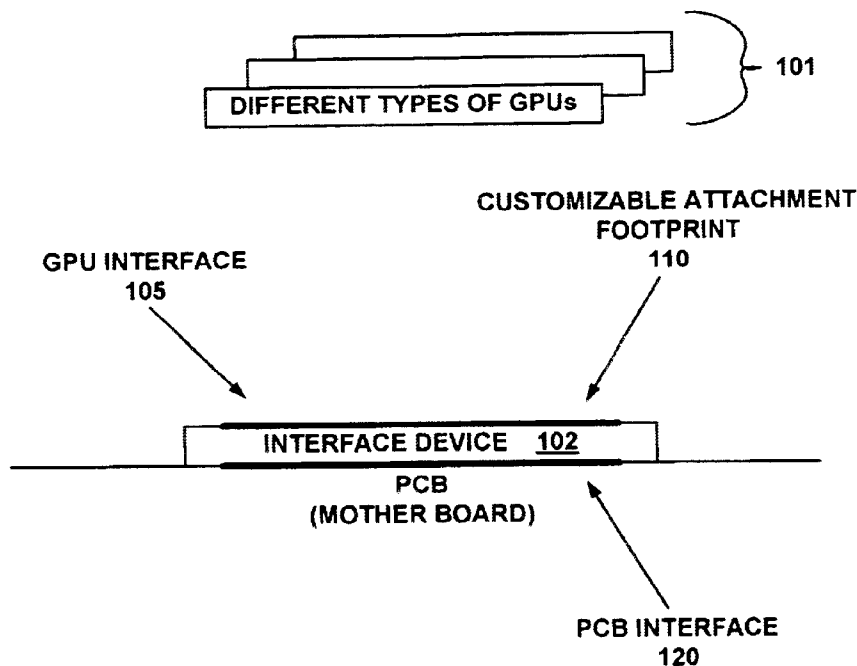 101
DIFFERENT TYPES OF GPUs
CUSTOMIZABLE ATTACHMENT
FOOTPRINT
110
GPU INTERFACE
105
INTERFACE DEVICE 102
PCB
(MOTHER BOARD)
PCB INTERFACE
120